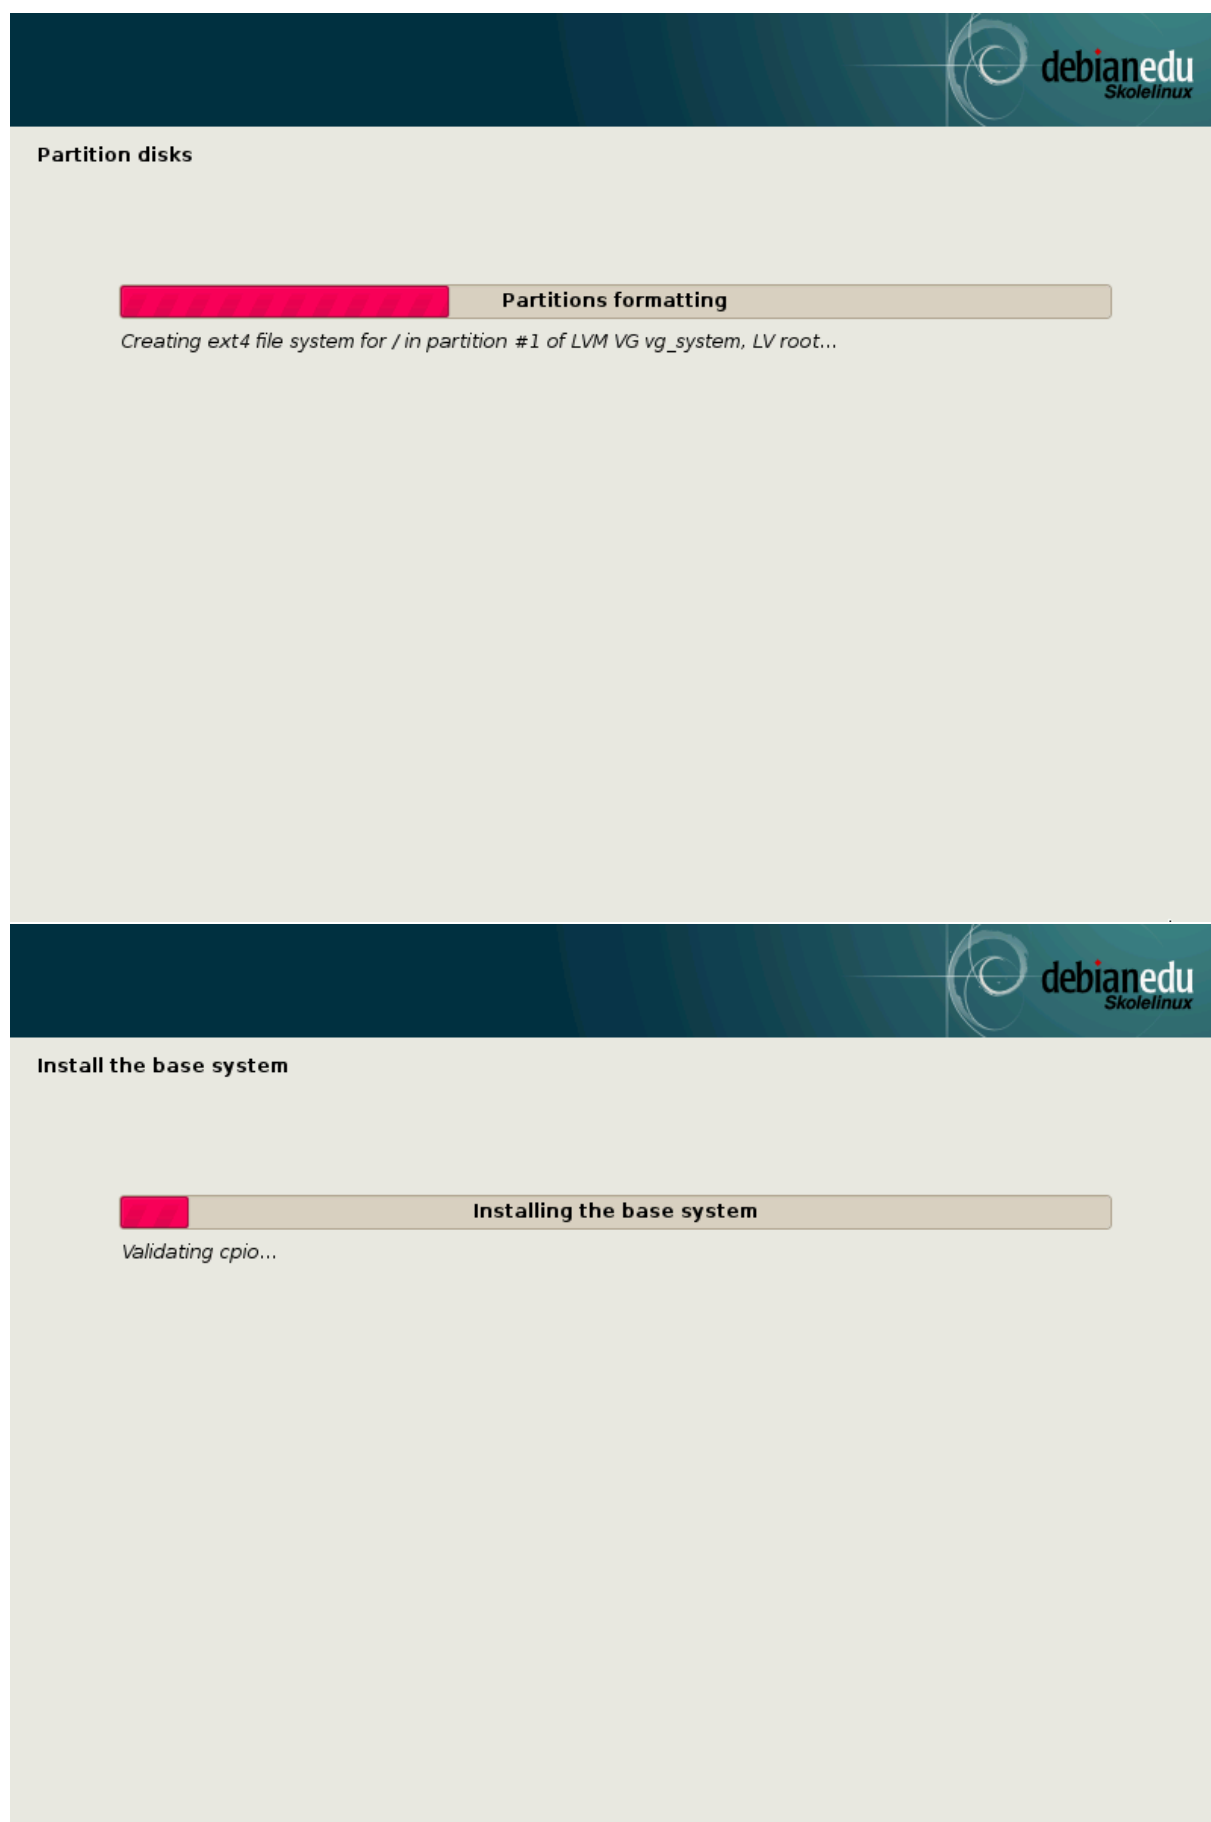 debianedu
Skolelinux
Partition disks
Partitions formatting
Creating ext4 file system for / in partition #1 of LVM VG vg_system, LV root...
debianedu
Skolelinux
Install the base system
Installing the base system
Validating cpio...